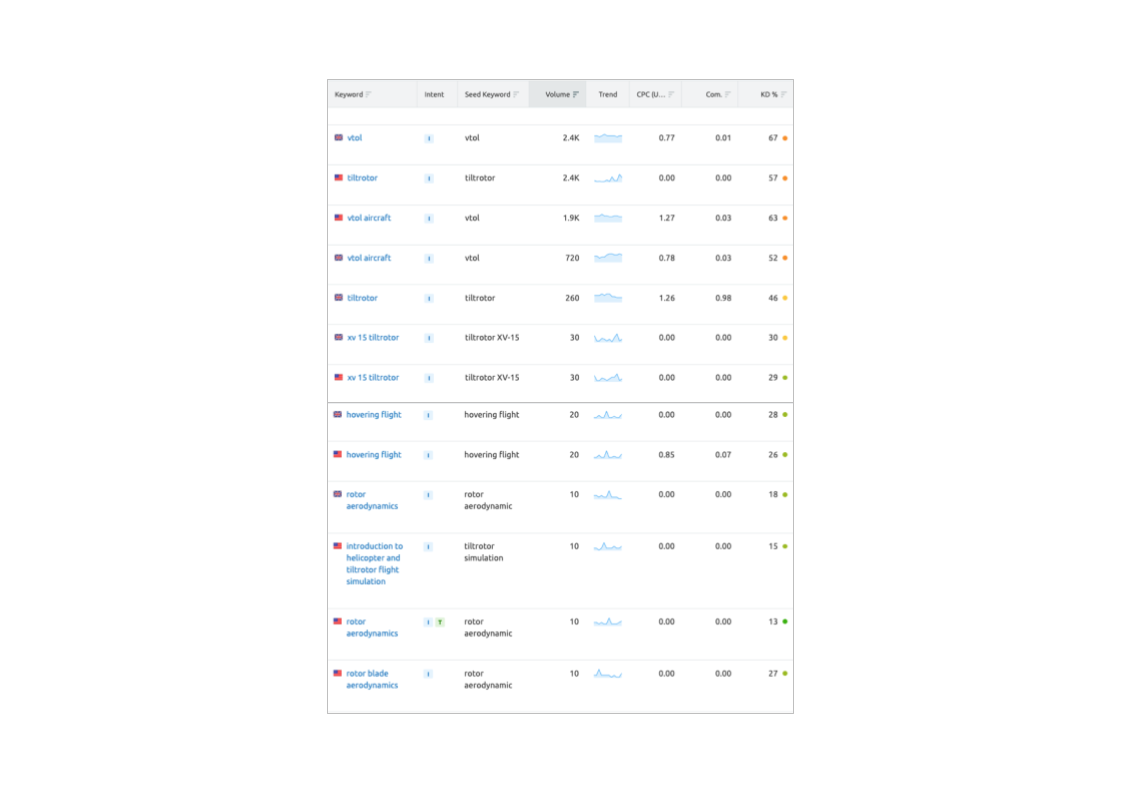 Keyword Intent Seed Keyword Volume Trend CPC (U... Com. KD %
vtol I vtol 2.4K 0.77 0.01 67
tiltrotor I tiltrotor 2.4K 0.00 0.00 57
vtol aircraft I vtol 1.9K 1.27 0.03 63
vtol aircraft I vtol 720 0.78 0.03 52
tiltrotor I tiltrotor 260 1.26 0.98 46
xv 15 tiltrotor I tiltrotor XV-15 30 0.00 0.00 30
xv 15 tiltrotor I tiltrotor XV-15 30 0.00 0.00 29
hovering flight I hovering flight 20 0.00 0.00 28
hovering flight I hovering flight 20 0.85 0.07 26
rotor I rotor 10 0.00 0.00 18
aerodynamics aerodynamic
introduction to I tiltrotor 10 0.00 0.00 15
helicopter and simulation
tiltrotor flight
simulation
rotor I T rotor 10 0.00 0.00 13
aerodynamics aerodynamic
rotor blade I rotor 10 0.00 0.00 27
aerodynamics aerodynamic